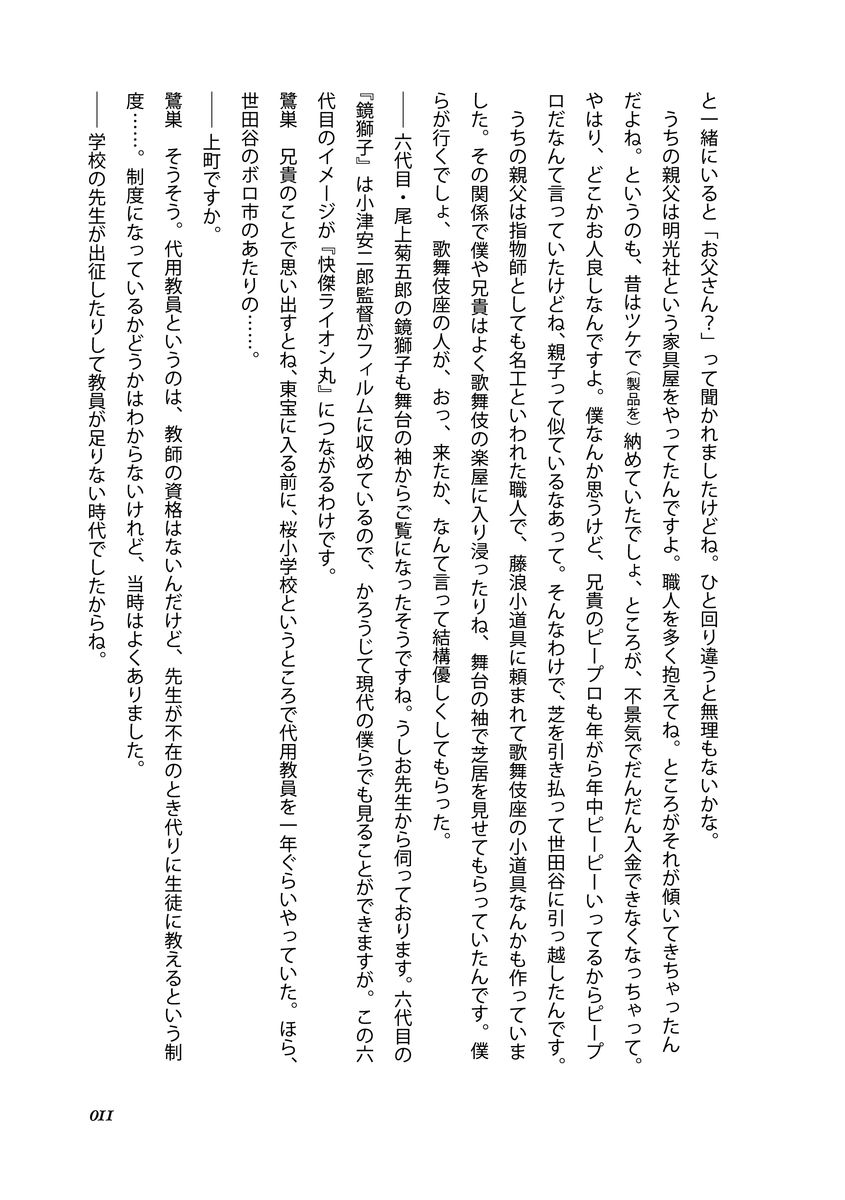 と一緒にいると「お父さん？」って聞かれましたけどね。ひと回り違うと無理もないかな。
　うちの親父は明光社という家具屋をやってたんですよ。職人を多く抱えてね。ところがそれが傾いてきちゃったん
だよね。というのも、昔はツケで（製品を）納めていたでしょ、ところが、不景気でだんだん入金できなくなっちゃって。
やはり、どこかお人良しなんですよ。僕なんか思うけど、兄貴のピープロも年がら年中ピーピーいってるからピープ
ロだなんて言っていたけどね、親子って似ているなあって。そんなわけで、芝を引き払って世田谷に引っ越したんです。
　うちの親父は指物師としても名工といわれた職人で、藤浪小道具に頼まれて歌舞伎座の小道具なんかも作っていま
した。その関係で僕や兄貴はよく歌舞伎の楽屋に入り浸ったりね、舞台の袖で芝居を見せてもらっていたんです。僕
らが行くでしょ、歌舞伎座の人が、おっ、来たか、なんて言って結構優しくしてもらった。
――六代目・尾上菊五郎の鏡獅子も舞台の袖からご覧になったそうですね。うしお先生から伺っております。六代目の
『鏡獅子』は小津安二郎監督がフィルムに収めているので、かろうじて現代の僕らでも見ることができますが。この六
代目のイメージが『快傑ライオン丸』につながるわけです。
鷺巣　兄貴のことで思い出すとね、東宝に入る前に、桜小学校というところで代用教員を一年ぐらいやっていた。ほら、
世田谷のボロ市のあたりの……。
――上町ですか。
鷺巣　そうそう。代用教員というのは、教師の資格はないんだけど、先生が不在のとき代りに生徒に教えるという制
度……。制度になっているかどうかはわからないけれど、当時はよくありました。
――学校の先生が出征したりして教員が足りない時代でしたからね。
011